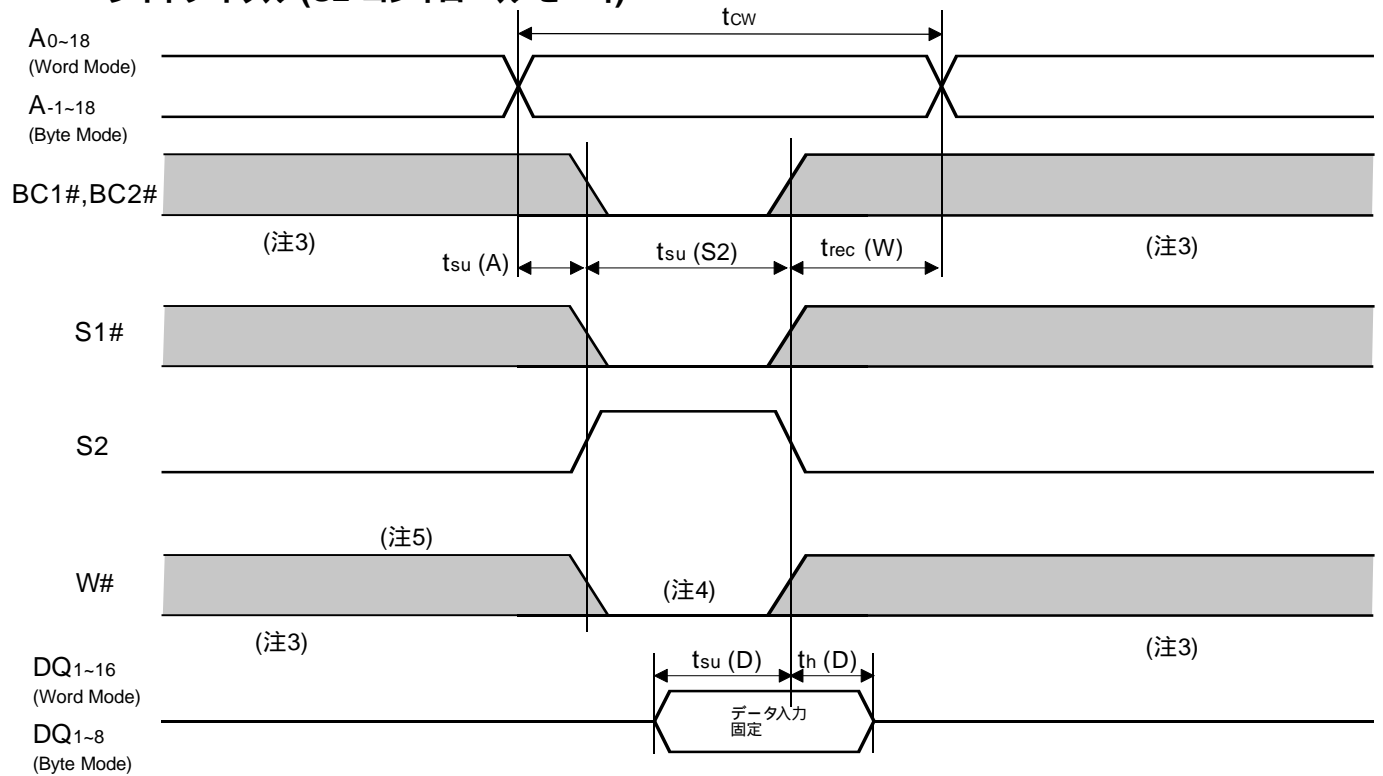 tCW
A0~18
(Word Mode)
A-1~18
(Byte Mode)
BC1#,BC2#
(注3)
tsu (A)
tsu (S2)
trec (W)
(注3)
S1#
S2
(注5)
W#
(注4)
(注3)
(注3)
DQ1~16
(Word Mode)
tsu (D)
th (D)
データ入力
固定
DQ1~8
(Byte Mode)